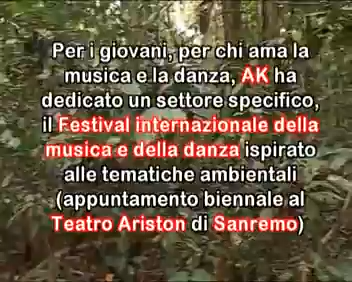 Per i giovani, per chi ama la
musica e la danza, AK ha
dedicato un settore specifico,
il Festival internazionale della
musica e della danza ispirato
alle tematiche ambientali
(appuntamento biennale al
Teatro Ariston di Sanremo)